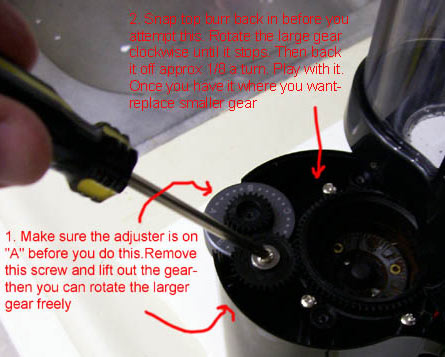 2. Snap top burr back in before you
attempt this. Rotate the large gear
clockwise until it stops. Then back
it off approx 1/8 a turn. Play with it.
Once you have it where you want-
replace smaller gear
1. Make sure the adjuster is on
"A" before you do this.Remove
this screw and lift out the gear-
then you can rotate the larger
gear freely